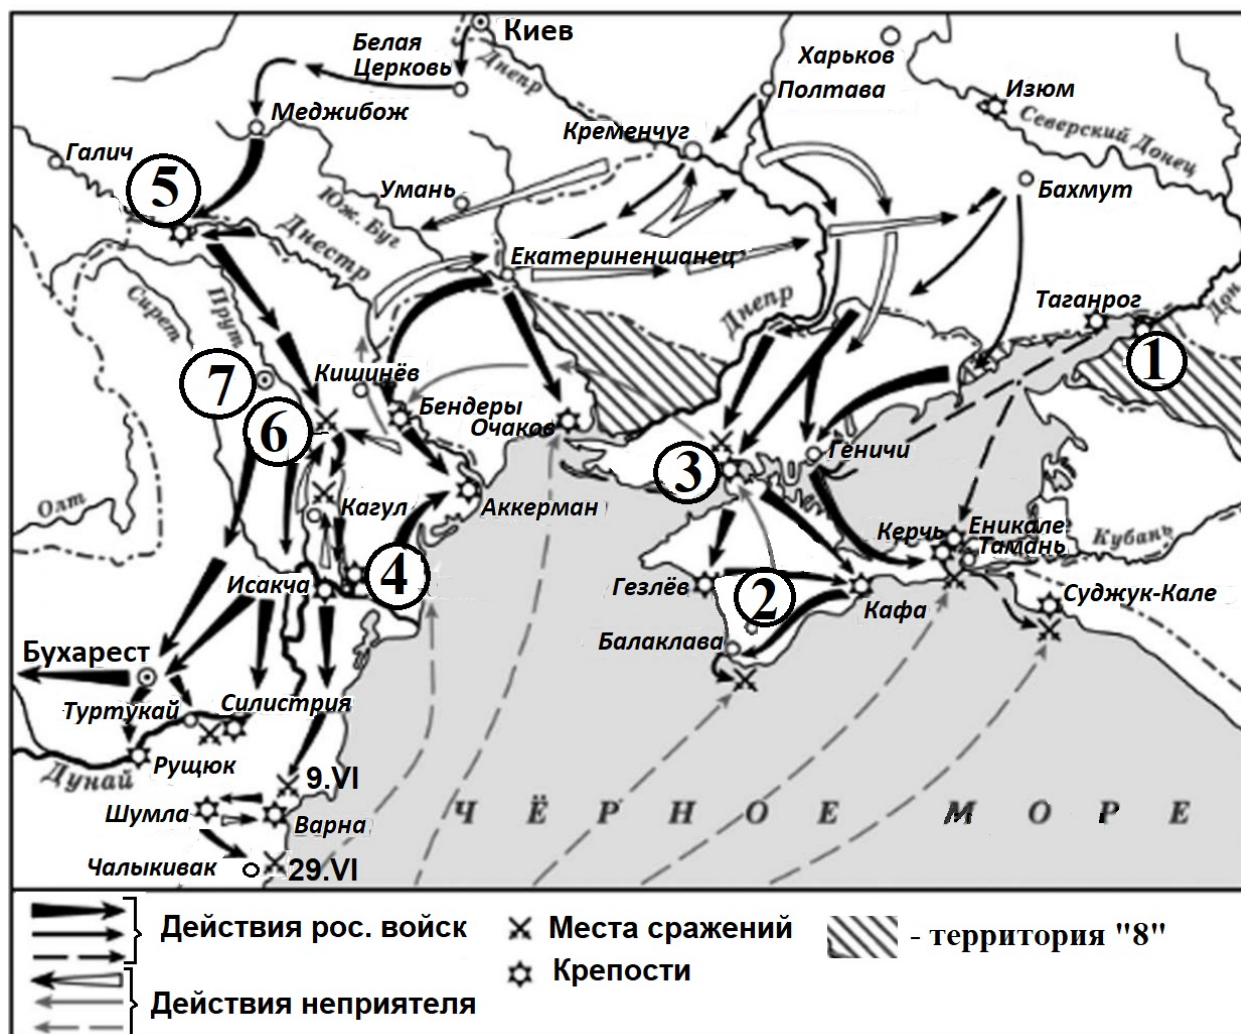 Киев
Белая
Церковь
Днепр
Харьков
Полтава
Изюм
Северский Донец
Меджибож
Кременчуг
Галич
5
Умань
Бахмут
Юж. Буг
Днестр
Екатериненшанец
Сирет
Прут
Днепр
Таганрог
Дон
1
7
Кишинёв
6
Бендеры
Очаков
3
Геничи
Олт
Кагул
Аккерман
Керчь
Еникале
Тамань
Кубань
4
Исакча
Гезлёв
2
Кафа
Суджук-Кале
Балаклава
Бухарест
Туртукай
Силистрия
Дунай
Рущюк
9.VI
Шумла
Варна
ЧЁРНОЕ МОРЕ
Чалыкивак
29.VI
Действия рос. войск
Места сражений
- территория "8"
Крепости
Действия неприятеля